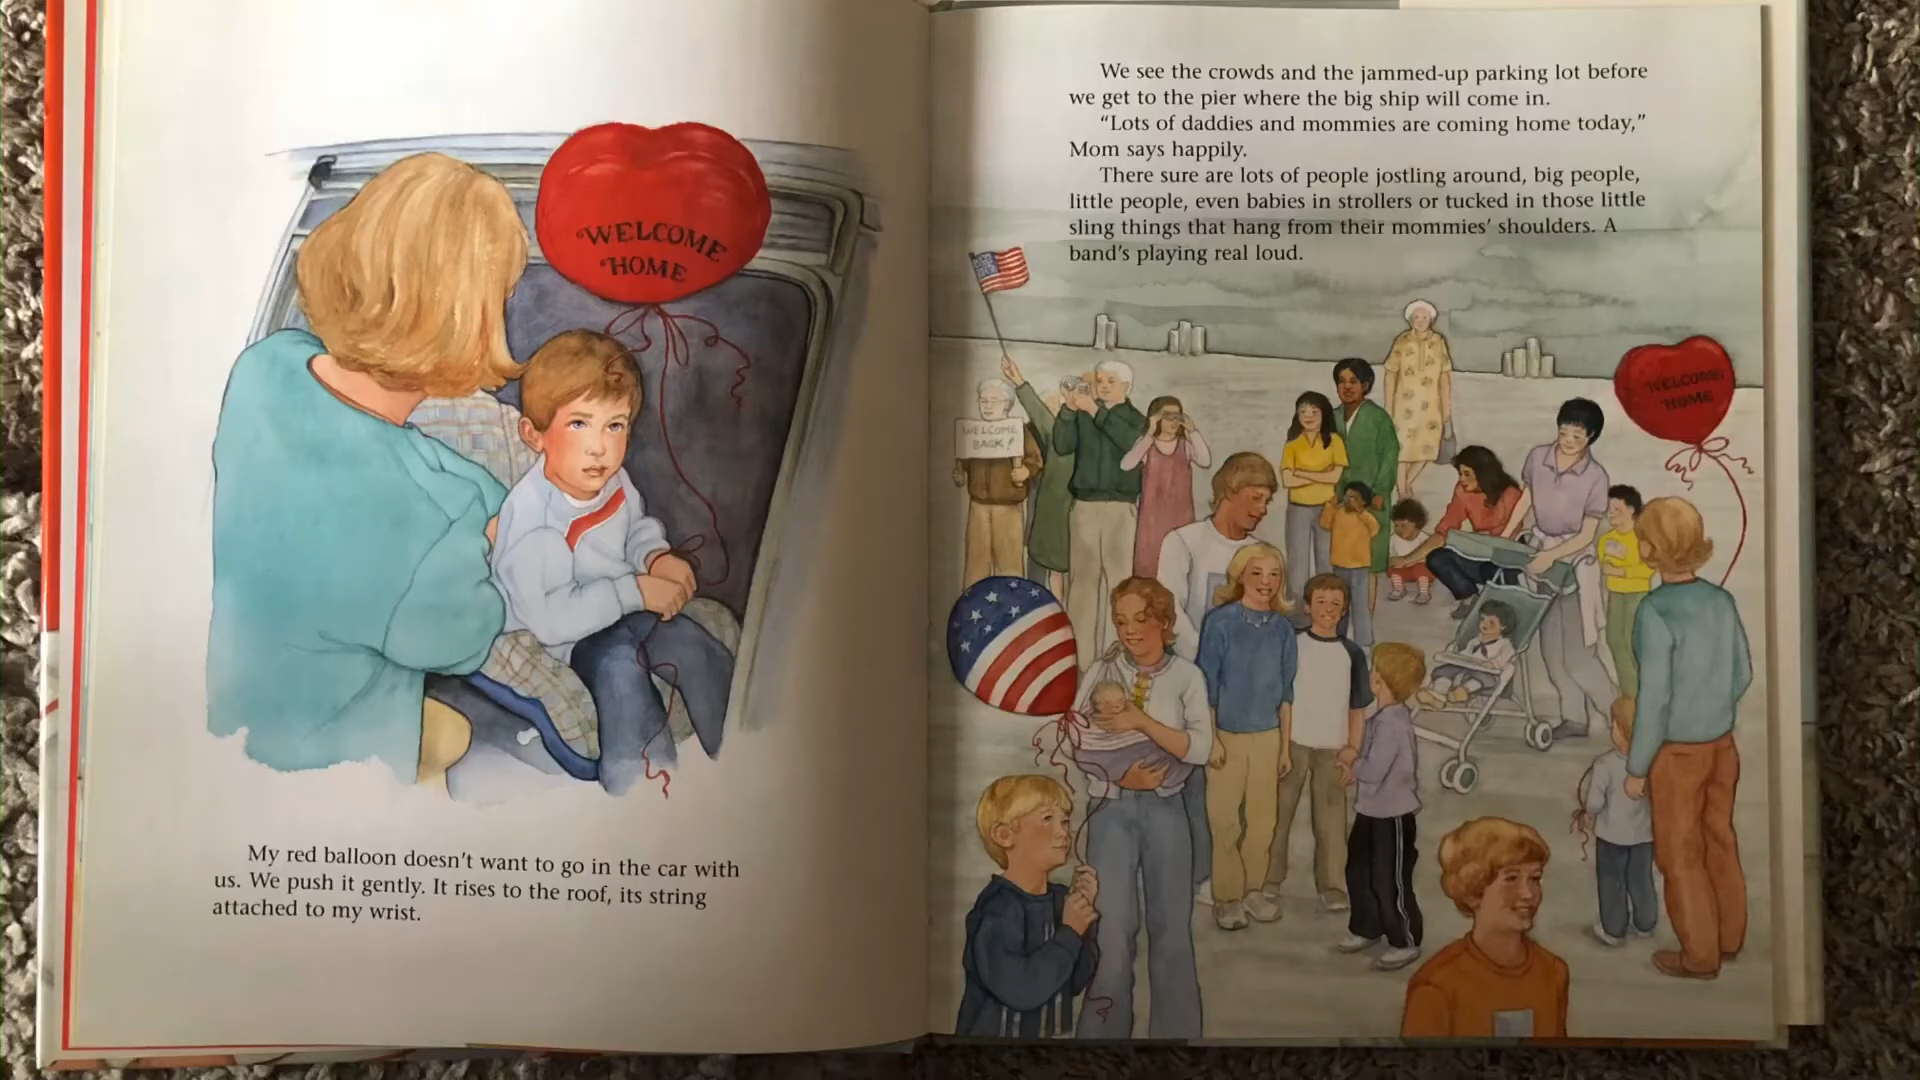 WELCOME
HOME
My red balloon doesn't want to go in the car with
us. We push it gently. It rises to the roof, its string
attached to my wrist.
We see the crowds and the jammed-up parking lot before
we get to the pier where the big ship will come in.
“Lots of daddies and mommies are coming home today,”
Mom says happily.
There sure are lots of people jostling around, big people,
little people, even babies in strollers or tucked in those little
sling things that hang from their mommies’ shoulders. A
band’s playing real loud.
WELCOME
HOME
WELCOME
BACK!